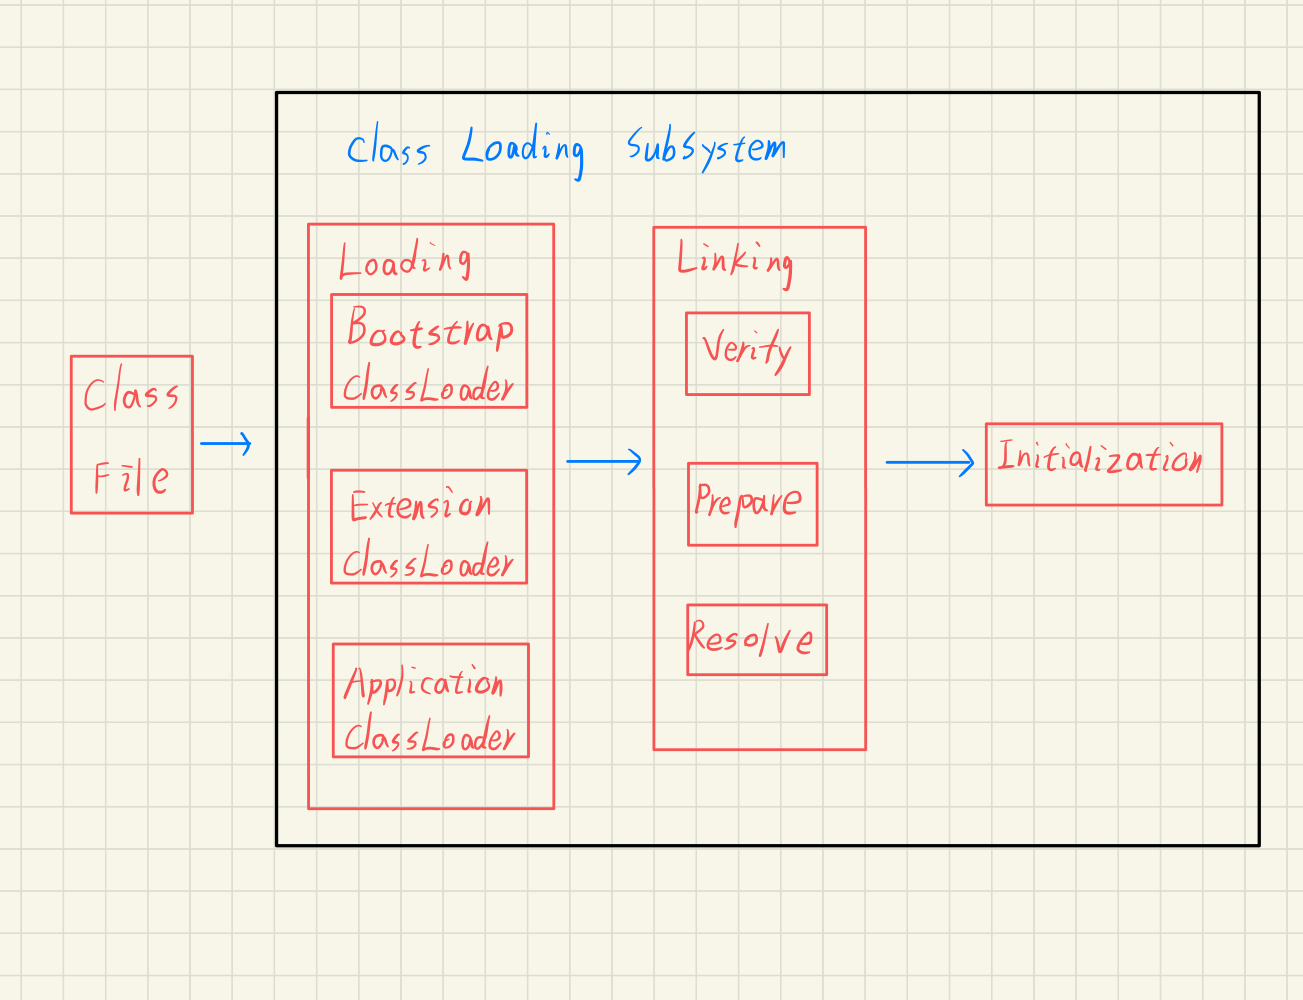 Class Loading Subsystem
Class
File
Loading
Bootstrap
ClassLoader
Extension
ClassLoader
Application
ClassLoader
Linking
Verity
Prepare
Resolve
Initialization